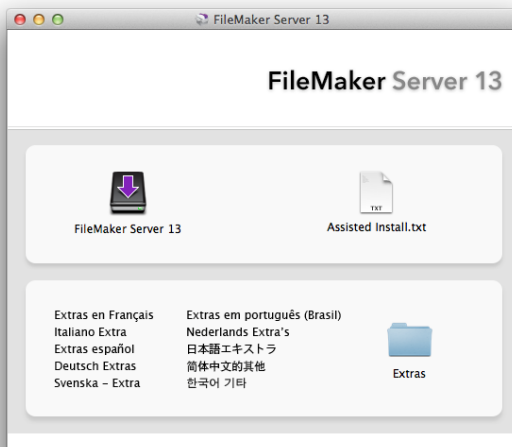 FileMaker Server 13
FileMaker Server 13
TXT
FileMaker Server 13
Assisted Install.txt
Extras en Français
Extras em português (Brasil)
Italiano Extra
Nederlands Extra's
Extras español
日本語エキストラ
Deutsch Extras
简体中文的其他
Svenska – Extra
한국어 기타
Extras